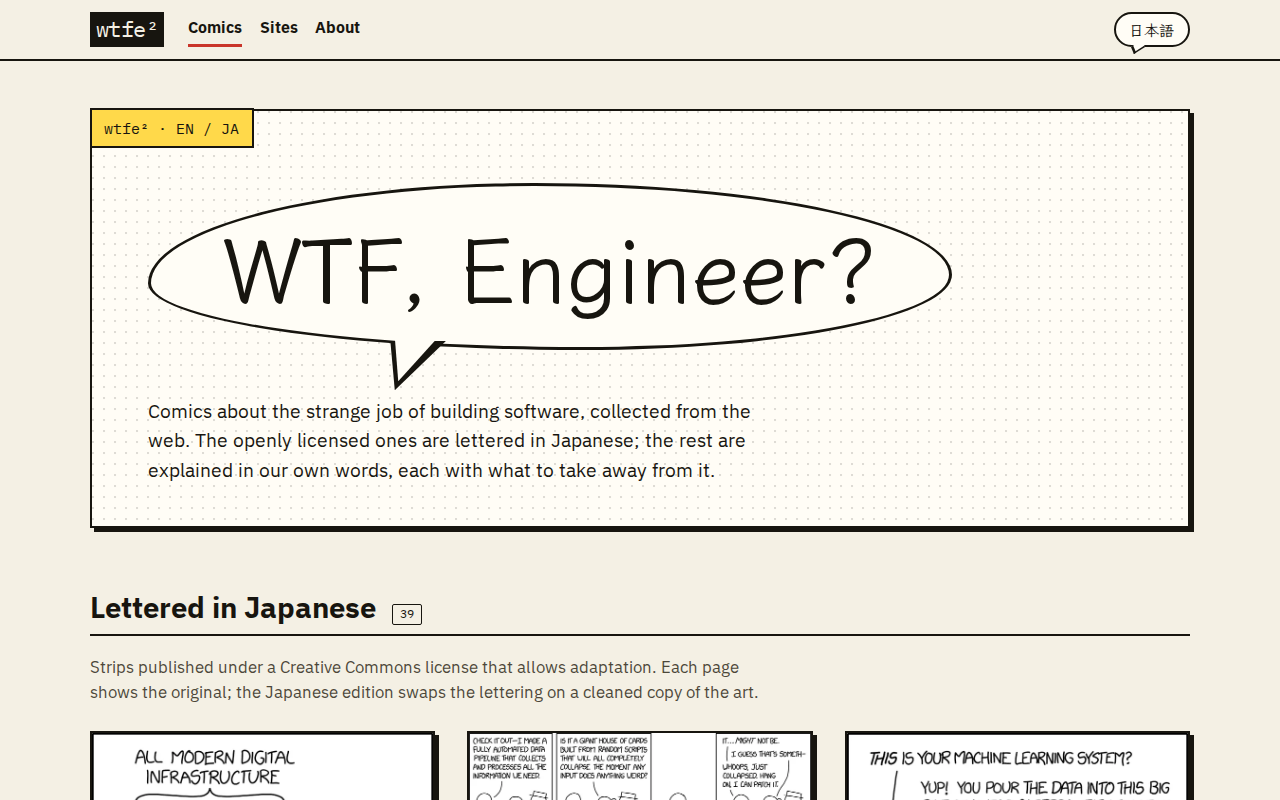 wtfe²
Comics
Sites
About
日本語
wtfe² · EN / JA
WTF, Engineer?
Comics about the strange job of building software, collected from the
web. The openly licensed ones are lettered in Japanese; the rest are
explained in our own words, each with what to take away from it.
Lettered in Japanese
39
Strips published under a Creative Commons license that allows adaptation. Each page
shows the original; the Japanese edition swaps the lettering on a cleaned copy of the art.
ALL MODERN DIGITAL
INFRASTRUCTURE
CHECK IT OUT—I MADE A
FULLY AUTOMATED DATA
PIPELINE THAT COLLECTS
AND PROCESSES ALL THE
INFORMATION WE NEED.
IS IT A GIANT HOUSE OF CARDS
BUILT FROM RANDOM SCRIPTS
THAT WILL ALL COMPLETELY
COLLAPSE THE MOMENT ANY
INPUT DOES ANYTHING WEIRD?
IT... MIGHT NOT BE.
I GUESS THAT'S SOMETH-
WHOOPS, JUST
COLLAPSED. HANG
ON, I CAN PATCH IT.
THIS IS YOUR MACHINE LEARNING SYSTEM?
YUP! YOU POUR THE DATA INTO THIS BIG